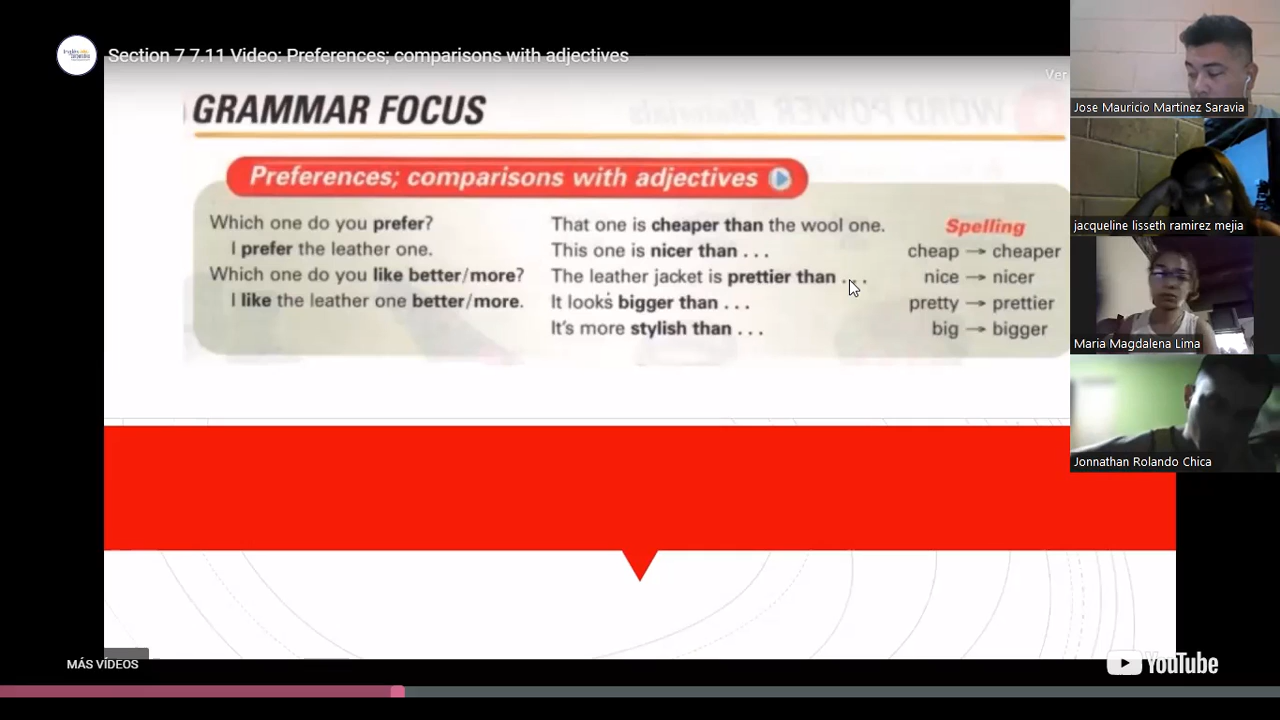 Section 7 7.11 Video: Preferences; comparisons with adjectives
Ver
GRAMMAR FOCUS
Preferences; comparisons with adjectives
Which one do you prefer?
I prefer the leather one.
Which one do you like better/more?
I like the leather one better/more.
That one is cheaper than the wool one.
This one is nicer than . . .
The leather jacket is prettier than . . .
It looks bigger than . . .
It's more stylish than . . .
Spelling
cheap → cheaper
nice → nicer
pretty → prettier
big → bigger
Jose Mauricio Martinez Saravia
jacqueline lisseth ramirez mejia
Maria Magdalena Lima
Jonnathan Rolando Chica
MÁS VÍDEOS
YouTube